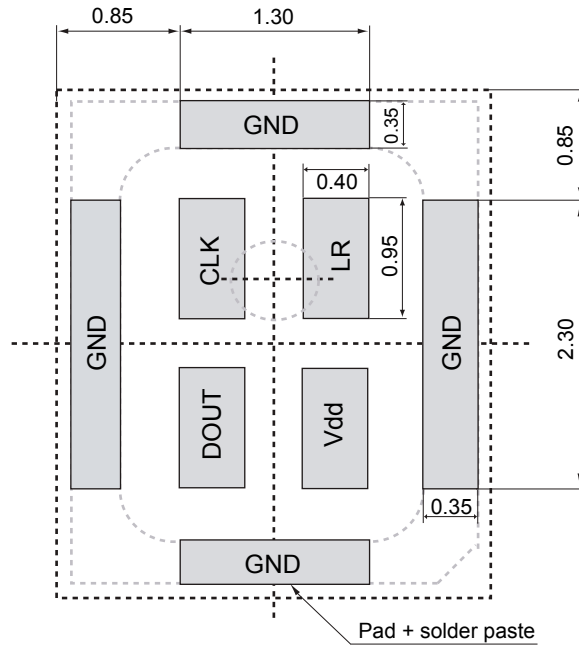 0.85
1.30
GND
0.35
0.85
0.40
CLK
LR
0.95
GND
GND
2.30
DOUT
Vdd
0.35
GND
Pad + solder paste